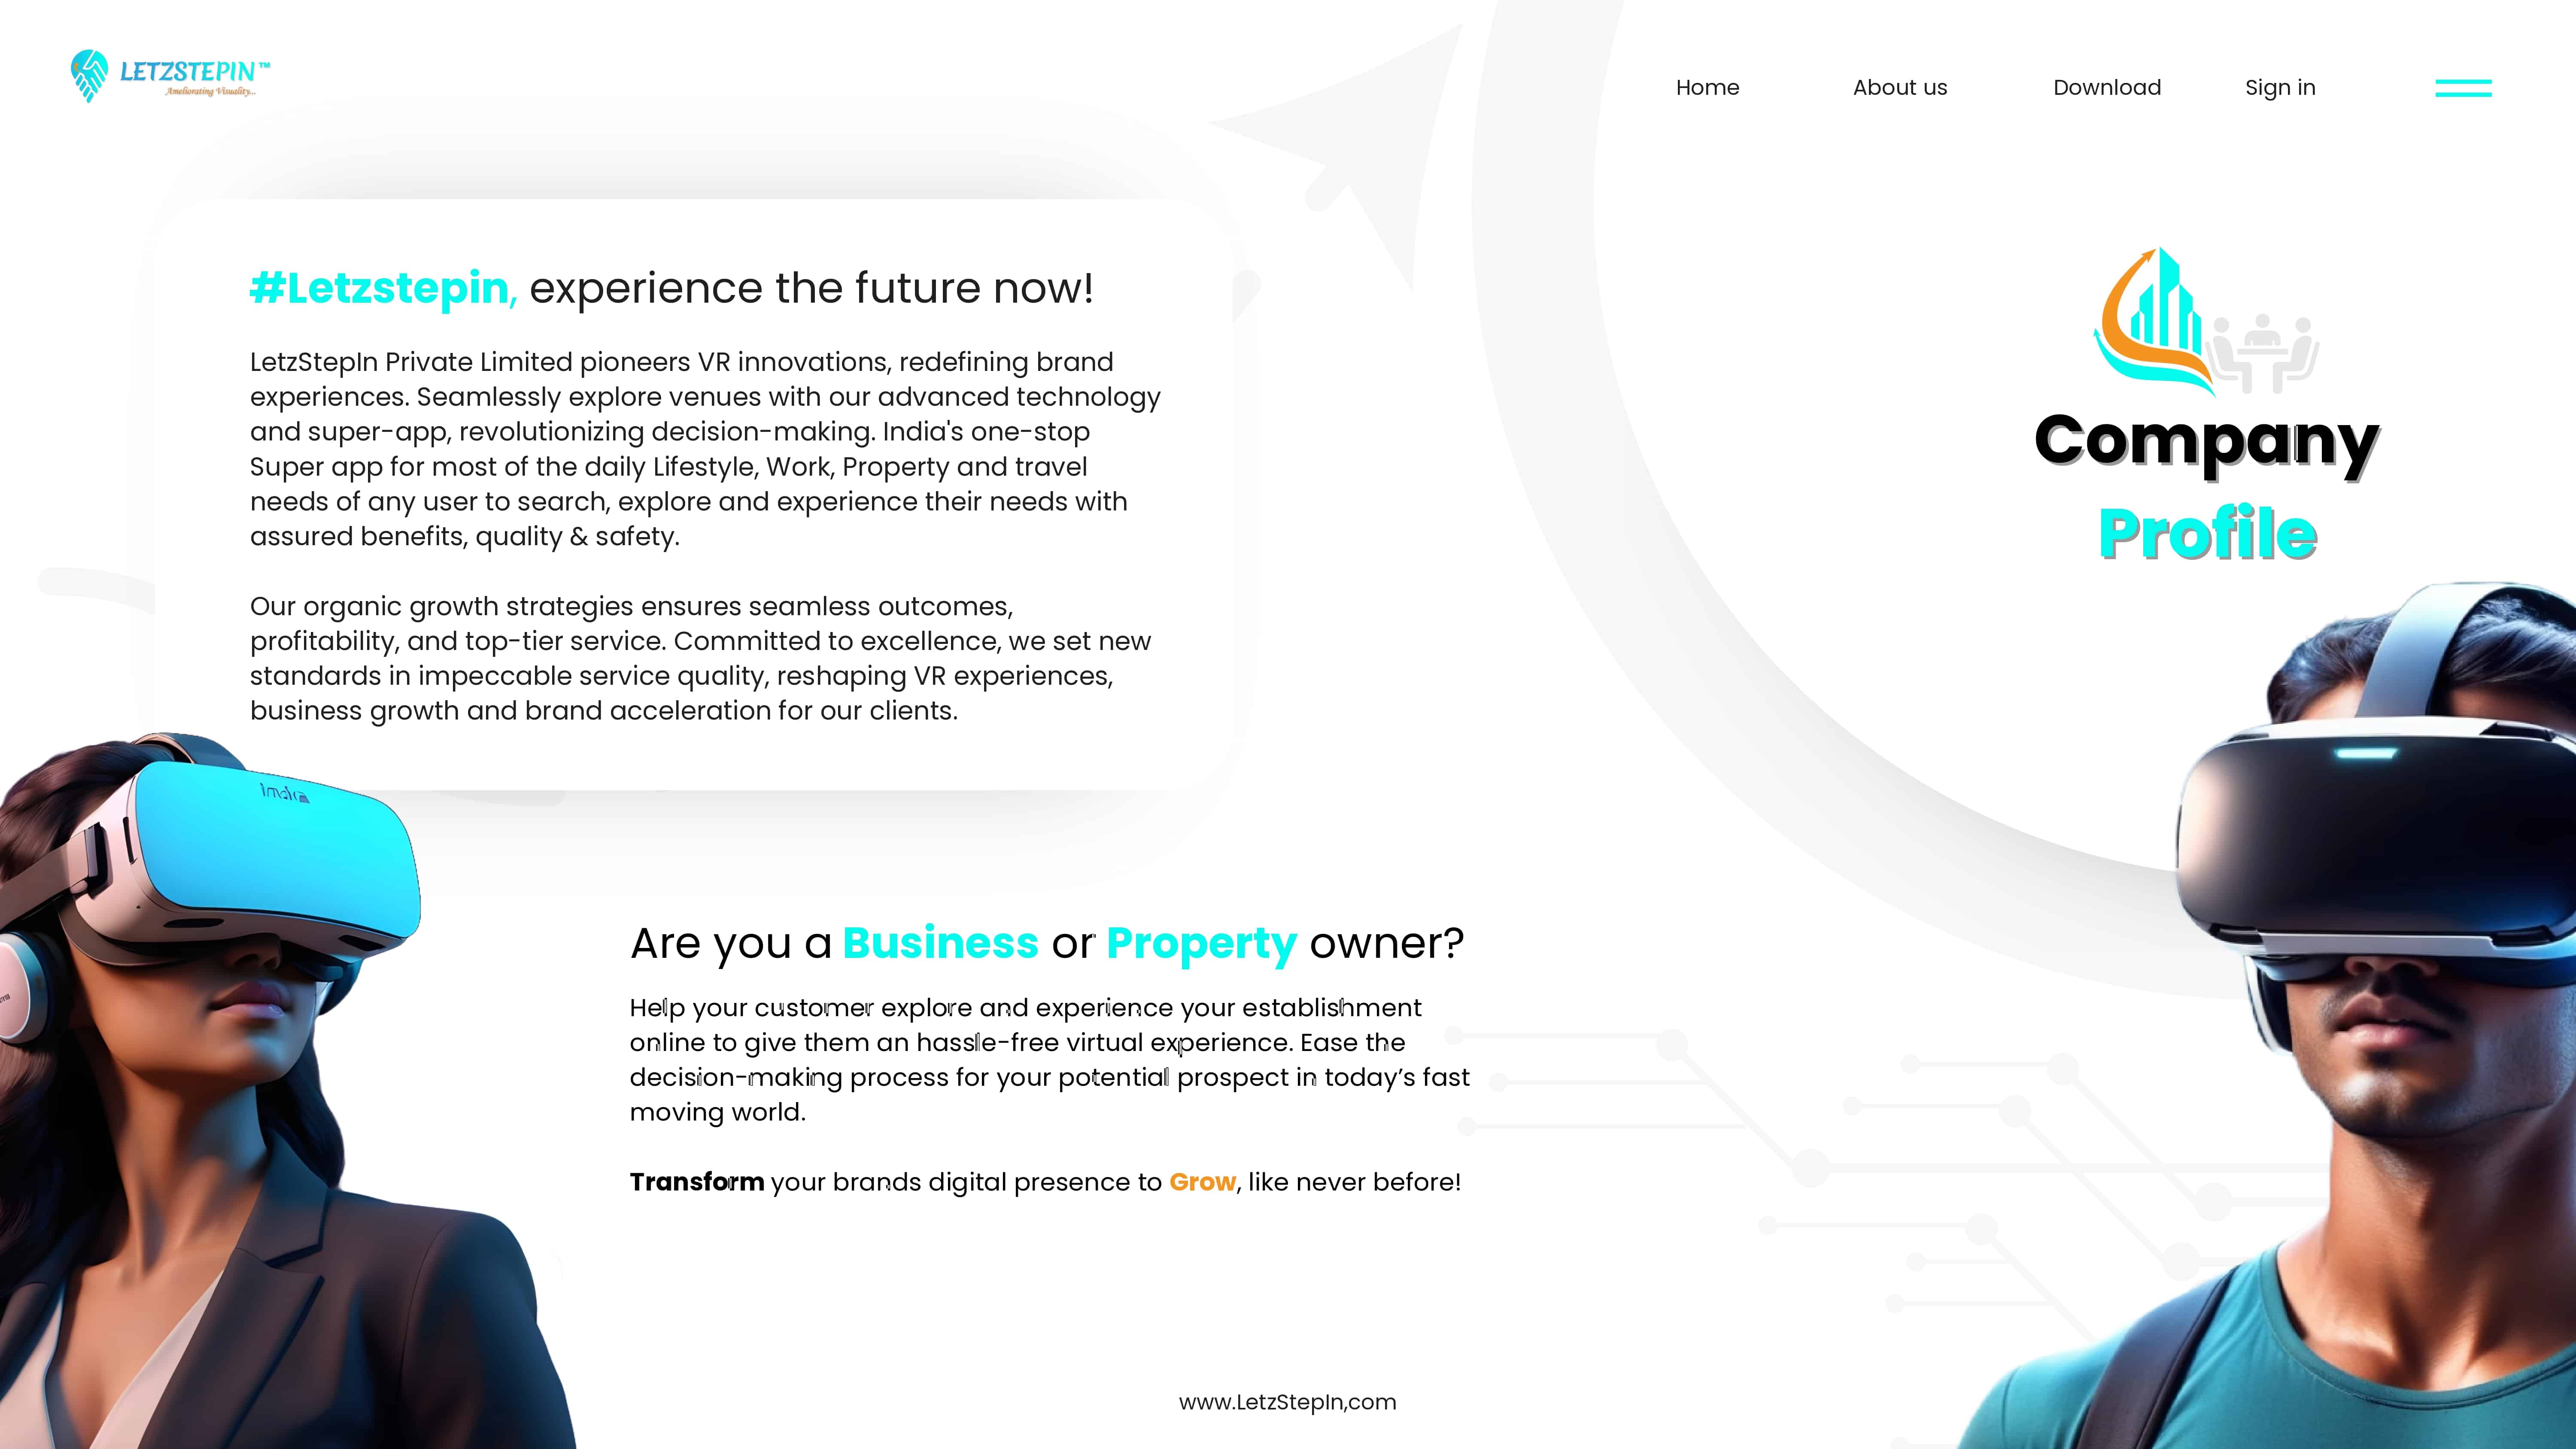 LETZSTEPIN™
Ameliorating Visuality...
Home About us Download Sign in
#Letzstepin, experience the future now!
LetzStepIn Private Limited pioneers VR innovations, redefining brand
experiences. Seamlessly explore venues with our advanced technology
and super-app, revolutionizing decision-making. India's one-stop
Super app for most of the daily Lifestyle, Work, Property and travel
needs of any user to search, explore and experience their needs with
assured benefits, quality & safety.
Our organic growth strategies ensures seamless outcomes,
profitability, and top-tier service. Committed to excellence, we set new
standards in impeccable service quality, reshaping VR experiences,
business growth and brand acceleration for our clients.
Company
Profile
Are you a Business or Property owner?
Help your customer explore and experience your establishment
online to give them an hassle-free virtual experience. Ease the
decision-making process for your potential prospect in today’s fast
moving world.
Transform your brands digital presence to Grow, like never before!
www.LetzStepIn,com